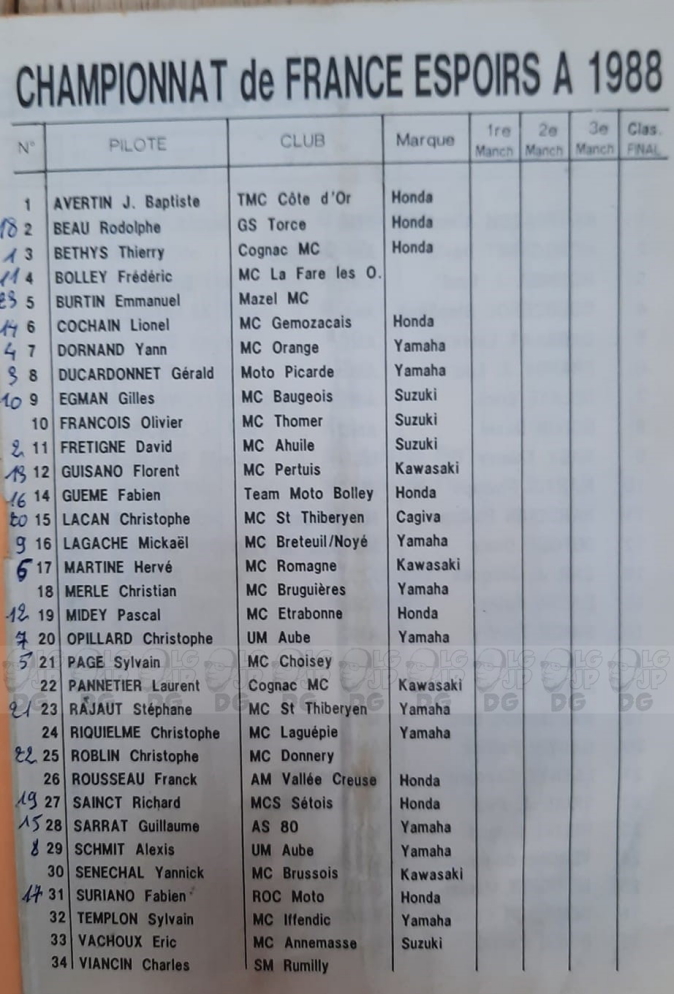 CHAMPIONNAT de FRANCE ESPOIRS A 1988
N° PILOTE CLUB Marque 1re Manch 2e Manch 3e Manch Clas. FINAL
1 AVERTIN J. Baptiste TMC Côte d'Or Honda
18 2 BEAU Rodolphe GS Torce Honda
1 3 BETHYS Thierry Cognac MC Honda
11 4 BOLLEY Frédéric MC La Fare les O.
23 5 BURTIN Emmanuel Mazel MC
14 6 COCHAIN Lionel MC Gemozacais Honda
4 7 DORNAND Yann MC Orange Yamaha
3 8 DUCARDONNET Gérald Moto Picarde Yamaha
10 9 EGMAN Gilles MC Baugeois Suzuki
10 FRANCOIS Olivier MC Thomer Suzuki
2 11 FRETIGNE David MC Ahuile Suzuki
13 12 GUISANO Florent MC Pertuis Kawasaki
16 14 GUEME Fabien Team Moto Bolley Honda
20 15 LACAN Christophe MC St Thiberyen Cagiva
9 16 LAGACHE Mickaël MC Breteuil/Noyé Yamaha
6 17 MARTINE Hervé MC Romagne Kawasaki
18 MERLE Christian MC Bruguières Yamaha
12 19 MIDEY Pascal MC Etrabonne Honda
7 20 OPILLARD Christophe UM Aube Yamaha
5 21 PAGE Sylvain MC Choisey
22 PANNETIER Laurent Cognac MC Kawasaki
21 23 RAJAUT Stéphane MC St Thiberyen Yamaha
24 RIQUIELME Christophe MC Laguépie Yamaha
22 25 ROBLIN Christophe MC Donnery
26 ROUSSEAU Franck AM Vallée Creuse Honda
19 27 SAINCT Richard MCS Sétois Honda
15 28 SARRAT Guillaume AS 80 Yamaha
8 29 SCHMIT Alexis UM Aube Yamaha
30 SENECHAL Yannick MC Brussois Kawasaki
17 31 SURIANO Fabien ROC Moto Honda
32 TEMPLON Sylvain MC Iffendic Yamaha
33 VACHOUX Eric MC Annemasse Suzuki
34 VIANCIN Charles SM Rumilly